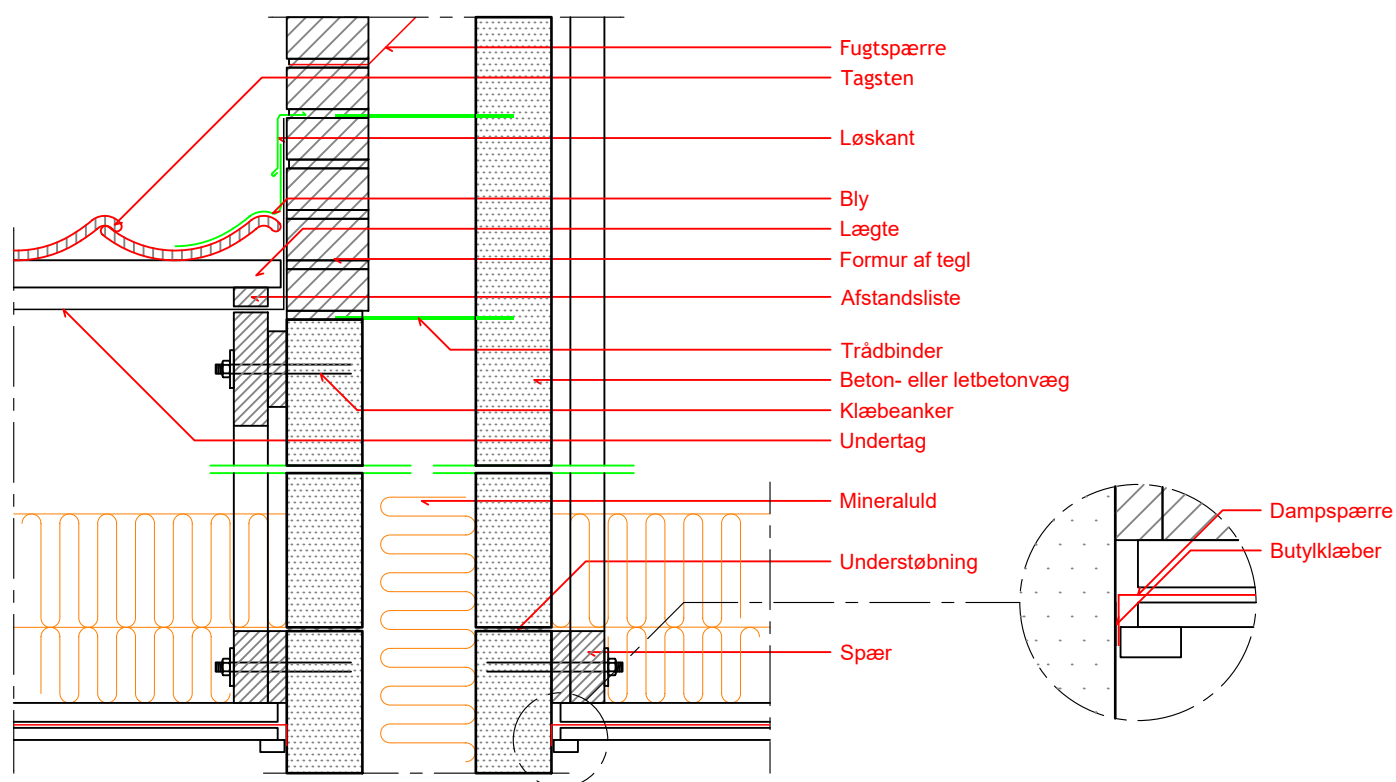 Fugtspærre
Tagsten
Løskant
Bly
Lægte
Formur af tegl
Afstandsliste
Trådbinder
Beton- eller letbetonvæg
Klæbeanker
Undertag
Mineraluld
Dampspærre
Butylklæber
Understøbning
Spær